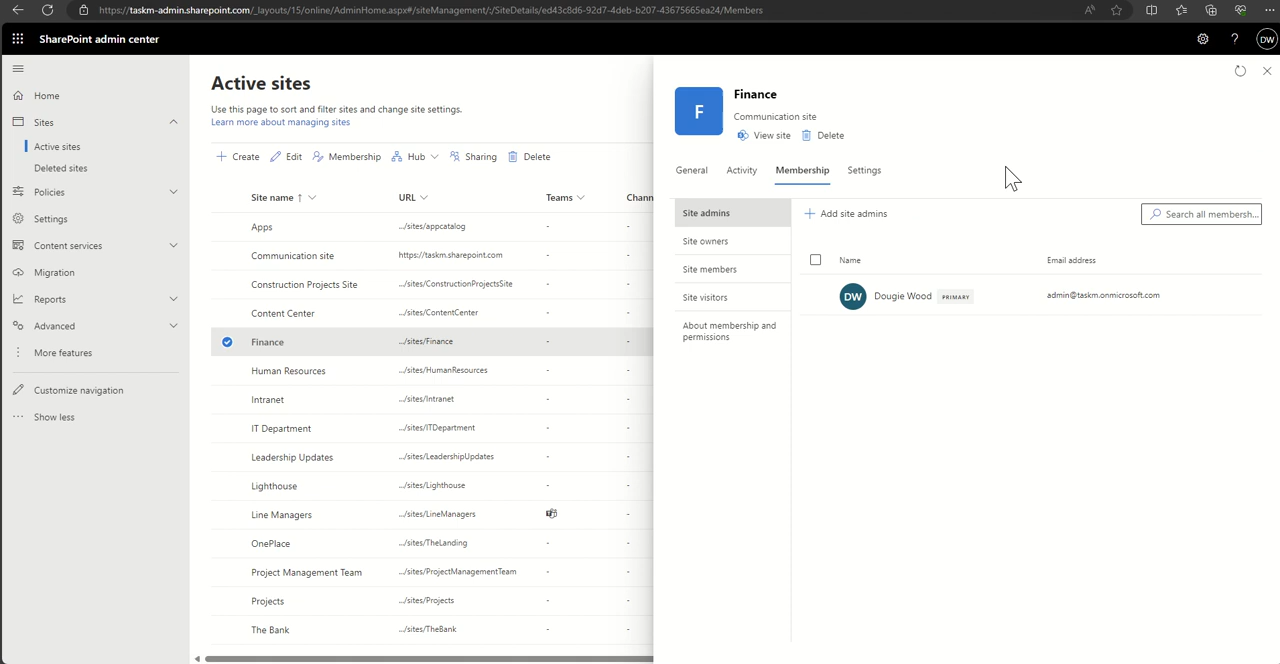 https://taskm-admin.sharepoint.com/_layouts/15/online/AdminHome.aspx#/siteManagement/:/SiteDetails/ed43c8d6-92d7-4deb-b207-43675665ea24/Members
SharePoint admin center
DW
Home
Sites
Active sites
Deleted sites
Policies
Settings
Content services
Migration
Reports
Advanced
More features
Customize navigation
Show less
Active sites
Use this page to sort and filter sites and change site settings.
Learn more about managing sites
Create Edit Membership Hub Sharing Delete
Site name ↑ URL Teams Chann
Apps .../sites/appcatalog - -
Communication site https://taskm.sharepoint.com - -
Construction Projects Site .../sites/ConstructionProjectsSite - -
Content Center .../sites/ContentCenter - -
Finance .../sites/Finance - -
Human Resources .../sites/HumanResources - -
Intranet .../sites/Intranet - -
IT Department .../sites/ITDepartment - -
Leadership Updates .../sites/LeadershipUpdates - -
Lighthouse .../sites/Lighthouse - -
Line Managers .../sites/LineManagers -
OnePlace .../sites/TheLanding - -
Project Management Team .../sites/ProjectManagementTeam - -
Projects .../sites/Projects - -
The Bank .../sites/TheBank - -
F
Finance
Communication site
View site Delete
General Activity Membership Settings
Site admins
Site owners
Site members
Site visitors
About membership and
permissions
Add site admins
Search all membersh...
Name Email address
DW Dougie Wood PRIMARY admin@taskm.onmicrosoft.com